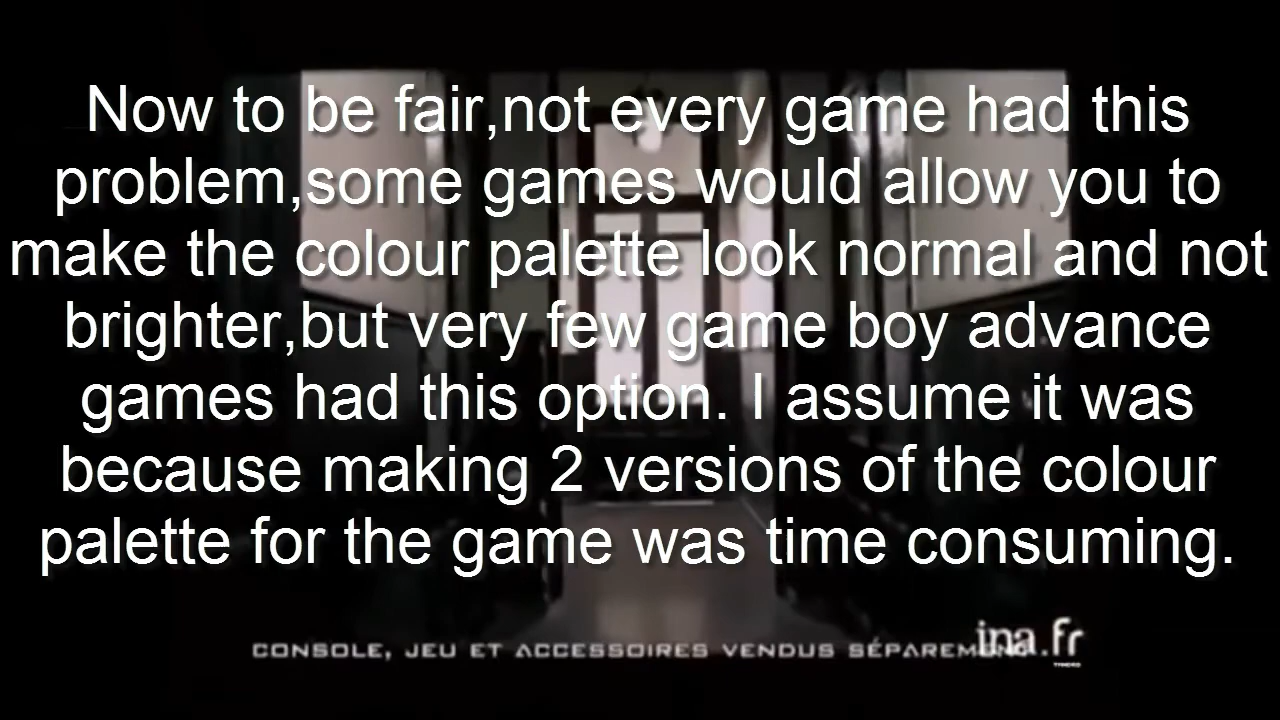 Now to be fair,not every game had this
problem,some games would allow you to
make the colour palette look normal and not
brighter,but very few game boy advance
games had this option. I assume it was
because making 2 versions of the colour
palette for the game was time consuming.
CONSOLE, JEU ET ACCESSOIRES VENDUS
ina.fr